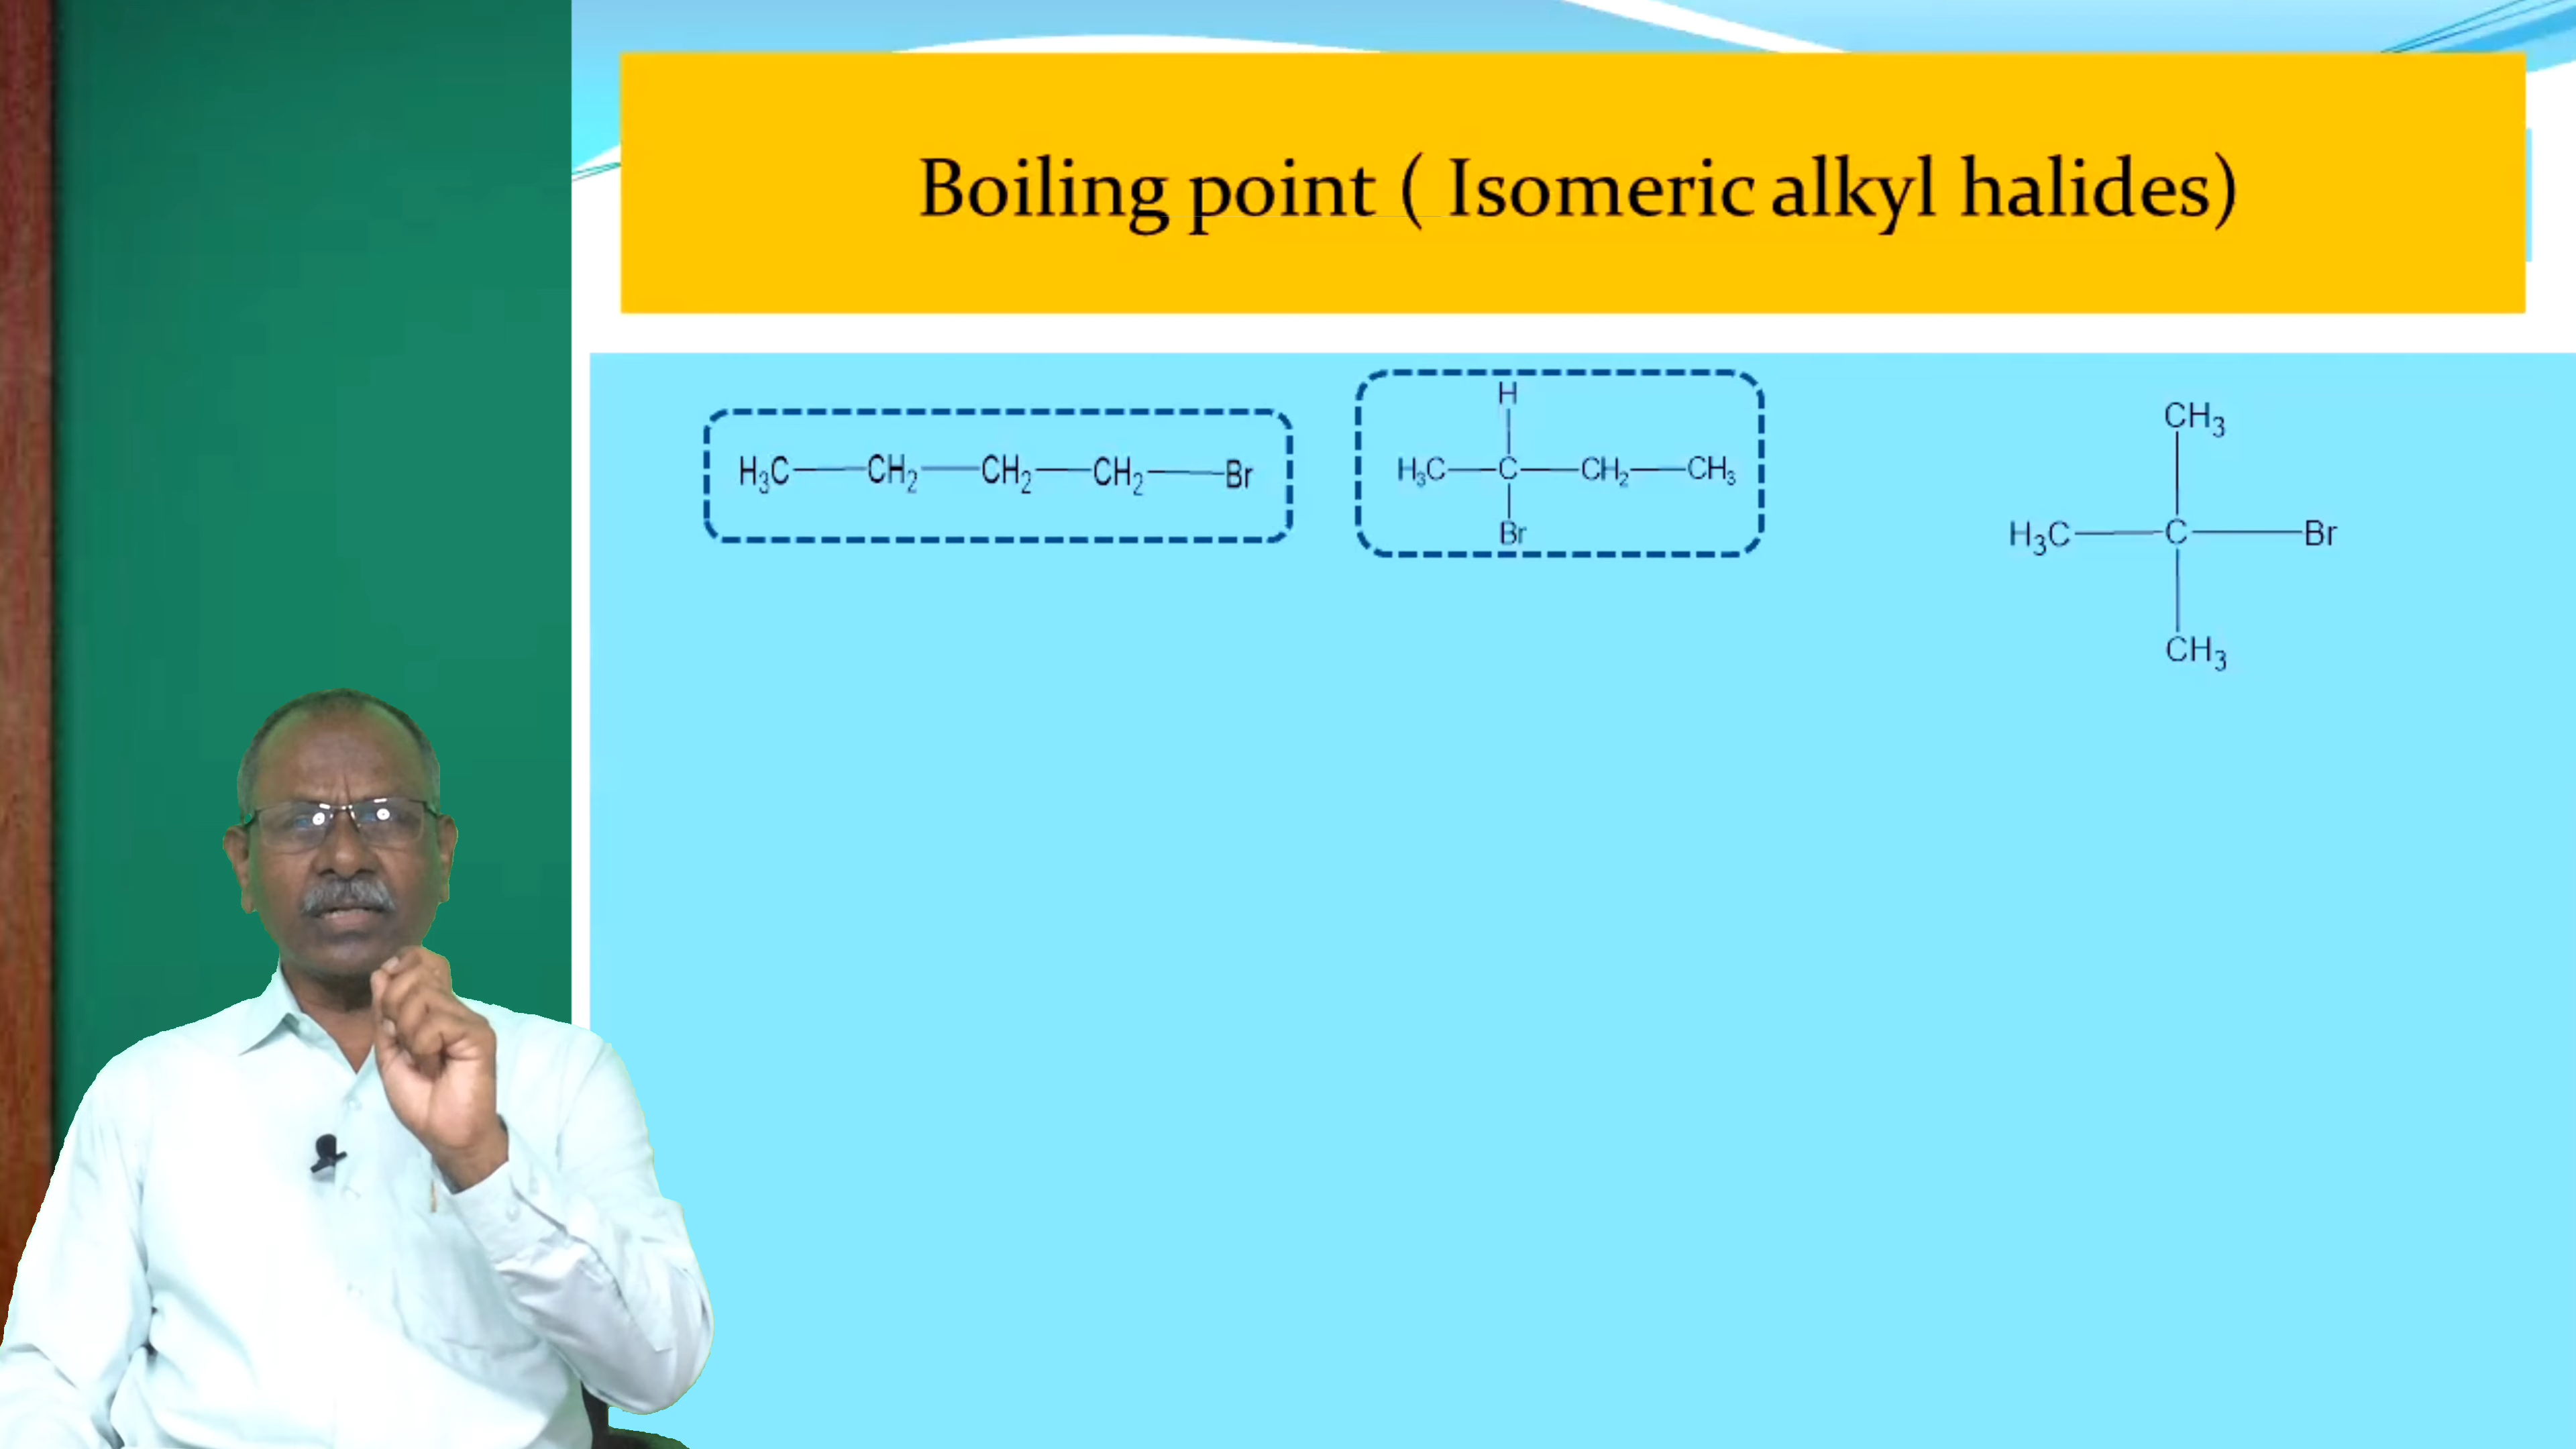 Boiling point ( Isomeric alkyl halides)
H₃C—CH₂—CH₂—CH₂—Br
H
H₃C—C—CH₂—CH₃
Br
CH₃
H₃C—C—Br
CH₃